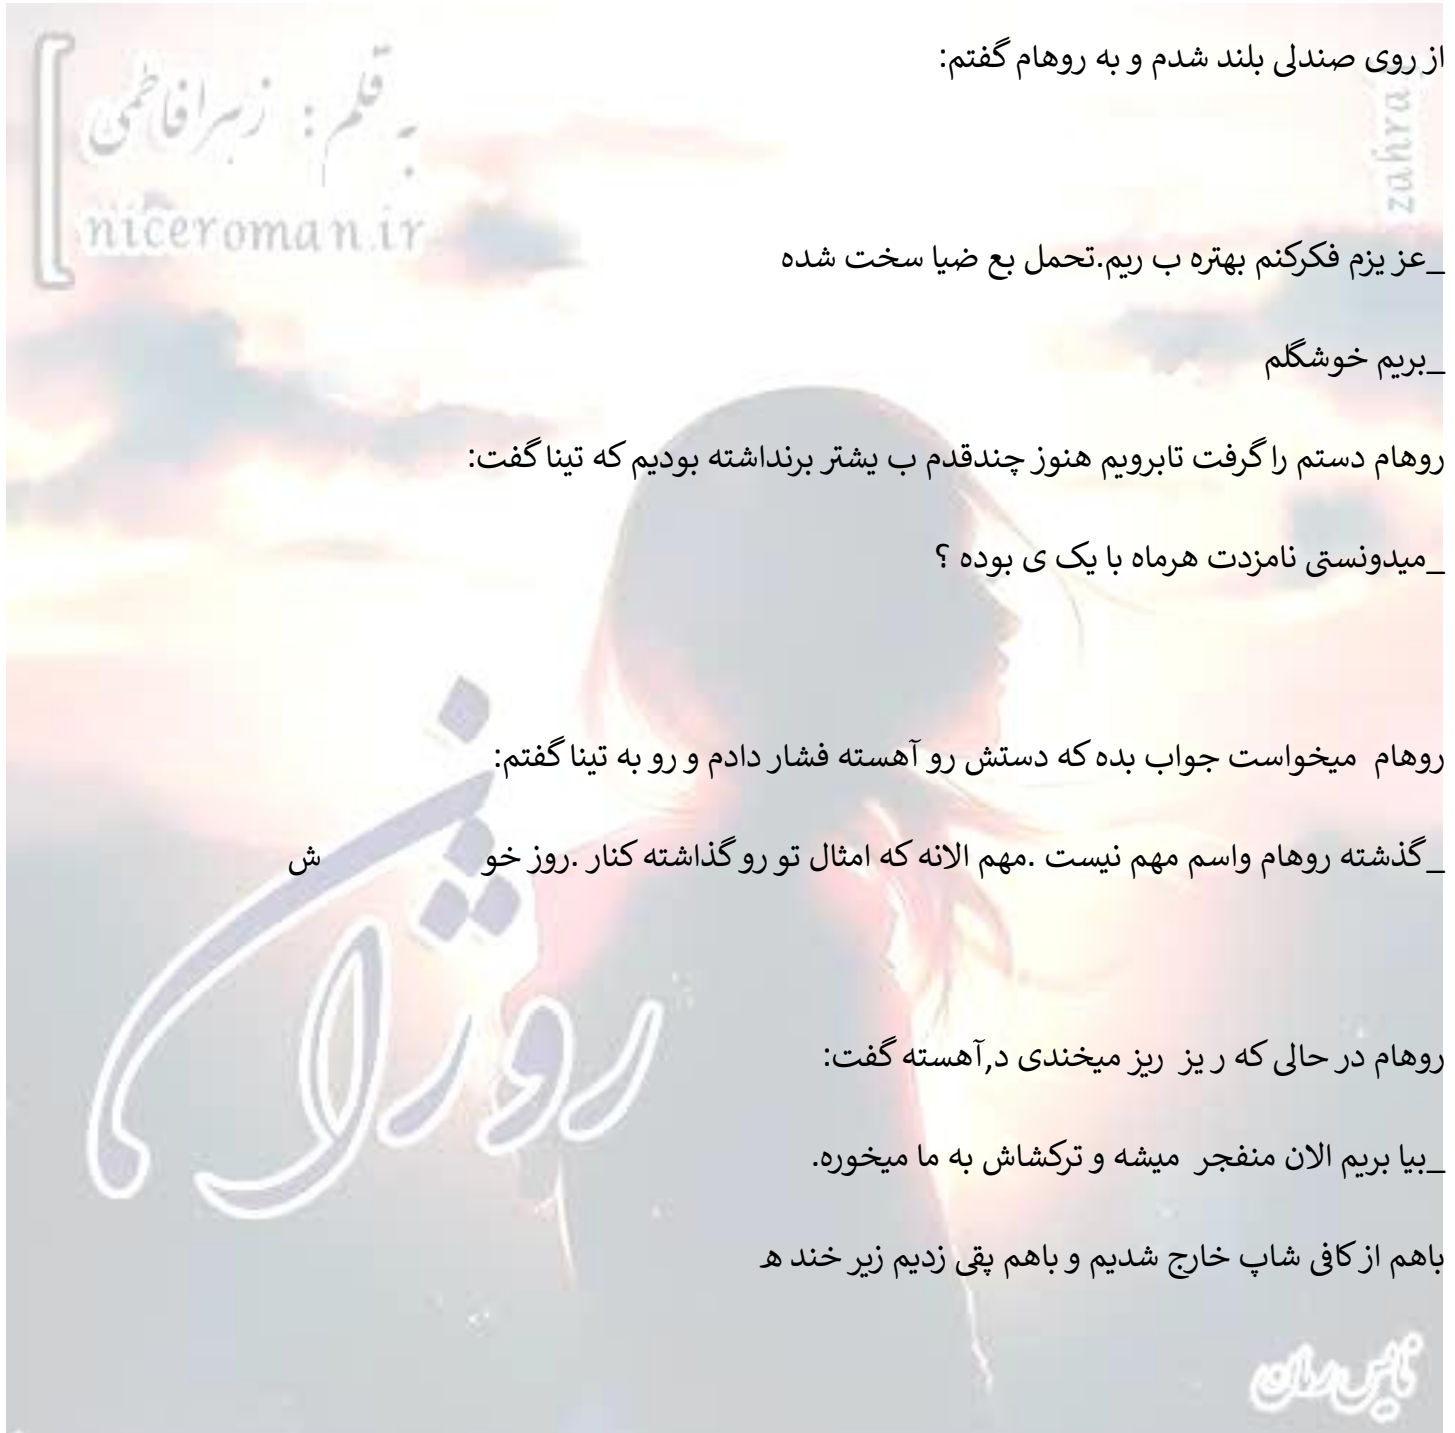 از روی صندلی بلند شدم و به روهام گفتم:
به قلم: زهرا فاطمی
zahra
niceroman.ir
_عز یزم فکرکنم بهتره ب ریم.تحمل بع ضیا سخت شده
_بریم خوشگلم
روهام دستم را گرفت تابرویم هنوز چندقدم ب یشتر برنداشته بودیم که تینا گفت:
_میدونستی نامزدت هرماه با یک ی بوده ؟
روهام میخواست جواب بده که دستش رو آهسته فشار دادم و رو به تینا گفتم:
_گذشته روهام واسم مهم نیست .مهم الانه که امثال تو رو گذاشته کنار .روز خو ش
روژان
روهام در حالی که ر یز ریز میخندی د,آهسته گفت:
_بیا بریم الان منفجر میشه و ترکشاش به ما میخوره.
باهم از کافی شاپ خارج شدیم و باهم پقی زدیم زیر خند ه
نایس رمان